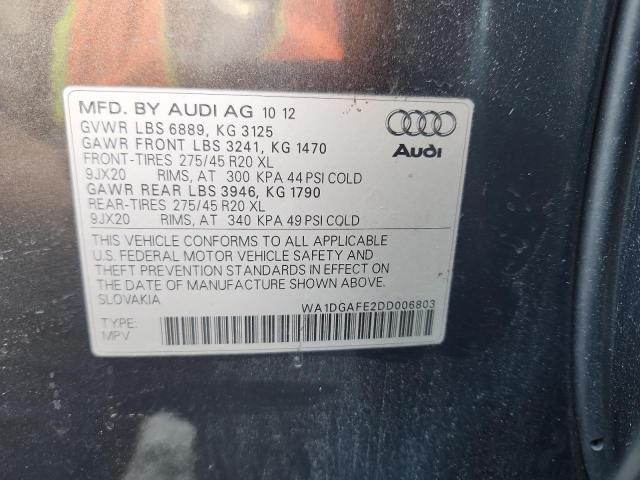 MFD. BY AUDI AG 10 12
GVWR LBS 6889, KG 3125
GAWR FRONT LBS 3241, KG 1470
FRONT-TIRES 275/45 R20 XL
9JX20 RIMS, AT 300 KPA 44 PSI COLD
GAWR REAR LBS 3946, KG 1790
REAR-TIRES 275/45 R20 XL
9JX20 RIMS, AT 340 KPA 49 PSI COLD
Audi
THIS VEHICLE CONFORMS TO ALL APPLICABLE
U.S. FEDERAL MOTOR VEHICLE SAFETY AND
THEFT PREVENTION STANDARDS IN EFFECT ON
THE DATE OF MANUFACTURE SHOWN ABOVE.
SLOVAKIA
WA1DGAFE2DD006803
TYPE:
MPV